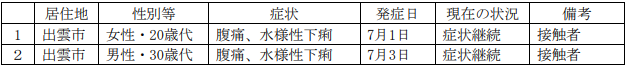 居住地 性別等 症状 発症日 現在の状況 備考
1 出雲市 女性・20歳代 腹痛、水様性下痢 7月1日 症状継続 接触者
2 出雲市 男性・30歳代 腹痛、水様性下痢 7月3日 症状継続 接触者